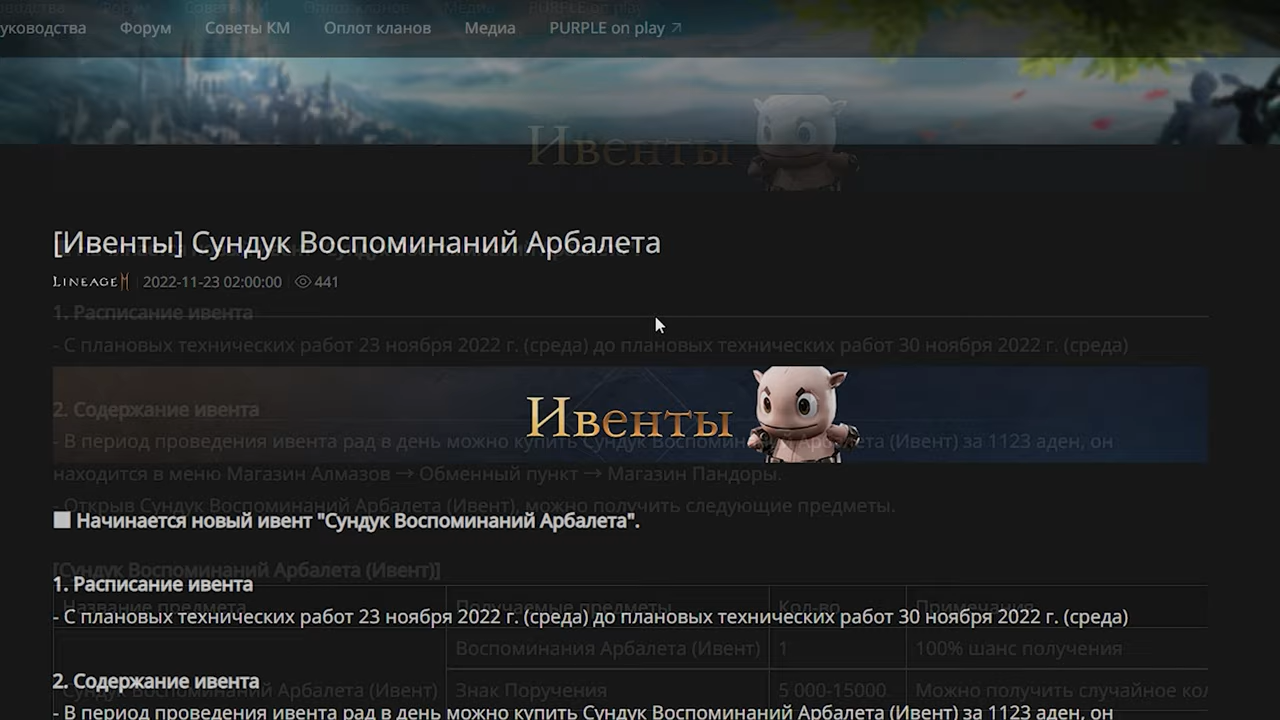 уководства Форум Советы КМ Оплот кланов Медиа PURPLE on play
Ивенты
[Ивенты] Сундук Воспоминаний Арбалета
LINEAGE M 2022-11-23 02:00:00 441
1. Расписание ивента
- С плановых технических работ 23 ноября 2022 г. (среда) до плановых технических работ 30 ноября 2022 г. (среда)
Ивенты
2. Содержание ивента
- В период проведения ивента рад в день можно купить Сундук Воспоминаний Арбалета (Ивент) за 1123 аден, он
находится в меню Магазин Алмазов → Обменный пункт → Магазин Пандоры.
- Открыв Сундук Воспоминаний Арбалета (Ивент), можно получить следующие предметы.
Начинается новый ивент "Сундук Воспоминаний Арбалета".
[Сундук Воспоминаний Арбалета (Ивент)]
1. Расписание ивента
Название предмета Получаемые предметы Кол-во Примечания
- С плановых технических работ 23 ноября 2022 г. (среда) до плановых технических работ 30 ноября 2022 г. (среда)
Воспоминания Арбалета (Ивент) 1 100% шанс получения
2. Содержание ивента
Сундук Воспоминаний Арбалета (Ивент) Знак Поручения 5 000-15000 Можно получить случайное кол
- В период проведения ивента рад в день можно купить Сундук Воспоминаний Арбалета (Ивент) за 1123 аден, он